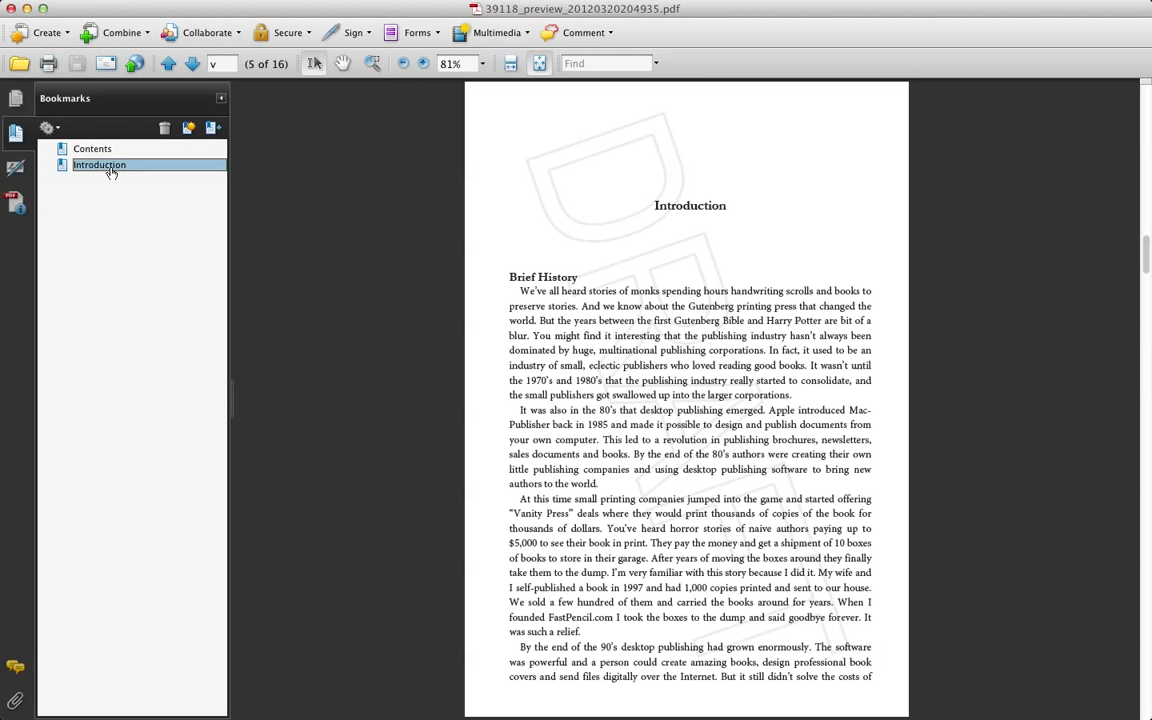 39118_preview_20120320204935.pdf
Create Combine Collaborate Secure Sign Forms Multimedia Comment
v (5 of 16) 81% Find
Bookmarks
Contents
Introduction
DRAFT
Introduction
Brief History
We've all heard stories of monks spending hours handwriting scrolls and books to
preserve stories. And we know about the Gutenberg printing press that changed the
world. But the years between the first Gutenberg Bible and Harry Potter are bit of a
blur. You might find it interesting that the publishing industry hasn't always been
dominated by huge, multinational publishing corporations. In fact, it used to be an
industry of small, eclectic publishers who loved reading good books. It wasn't until
the 1970's and 1980's that the publishing industry really started to consolidate, and
the small publishers got swallowed up into the larger corporations.
It was also in the 80's that desktop publishing emerged. Apple introduced Mac-
Publisher back in 1985 and made it possible to design and publish documents from
your own computer. This led to a revolution in publishing brochures, newsletters,
sales documents and books. By the end of the 80's authors were creating their own
little publishing companies and using desktop publishing software to bring new
authors to the world.
At this time small printing companies jumped into the game and started offering
"Vanity Press" deals where they would print thousands of copies of the book for
thousands of dollars. You've heard horror stories of naive authors paying up to
$5,000 to see their book in print. They pay the money and get a shipment of 10 boxes
of books to store in their garage. After years of moving the boxes around they finally
take them to the dump. I'm very familiar with this story because I did it. My wife and
I self-published a book in 1997 and had 1,000 copies printed and sent to our house.
We sold a few hundred of them and carried the books around for years. When I
founded FastPencil.com I took the boxes to the dump and said goodbye forever. It
was such a relief.
By the end of the 90's desktop publishing had grown enormously. The software
was powerful and a person could create amazing books, design professional book
covers and send files digitally over the Internet. But it still didn't solve the costs of